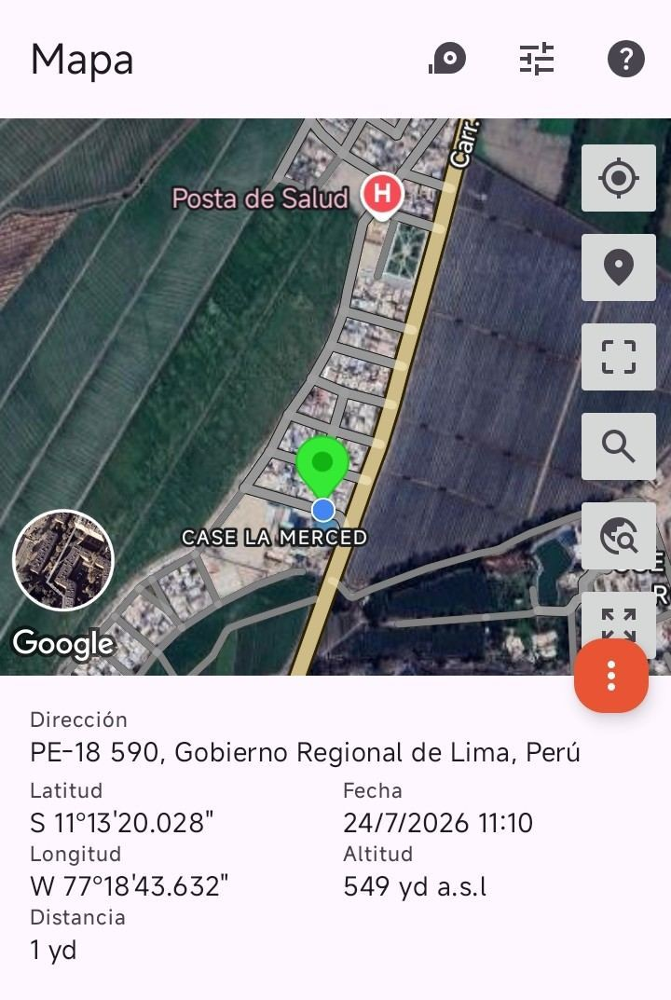 Mapa
Carr.
Posta de Salud
H
CASE LA MERCED
Google
Dirección
PE-18 590, Gobierno Regional de Lima, Perú
Latitud
Fecha
S 11°13'20.028"
24/7/2026 11:10
Longitud
Altitud
W 77°18'43.632"
549 yd a.s.l
Distancia
1 yd